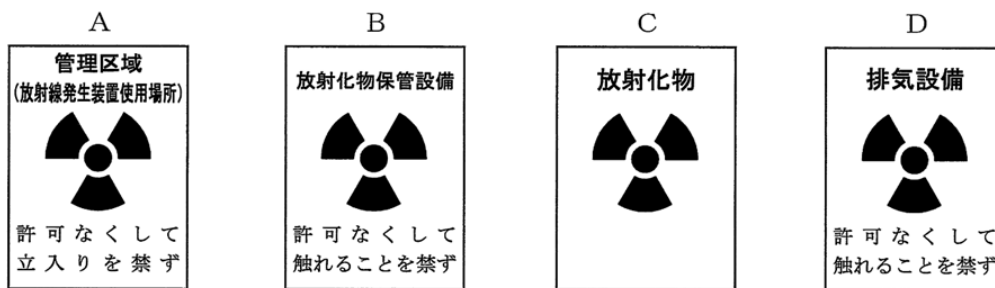 A
管理区域
(放射線発生装置使用場所)
許可なくして
立入りを禁ず
B
放射化物保管設備
許可なくして
触れることを禁ず
C
放射化物
D
排気設備
許可なくして
触れることを禁ず